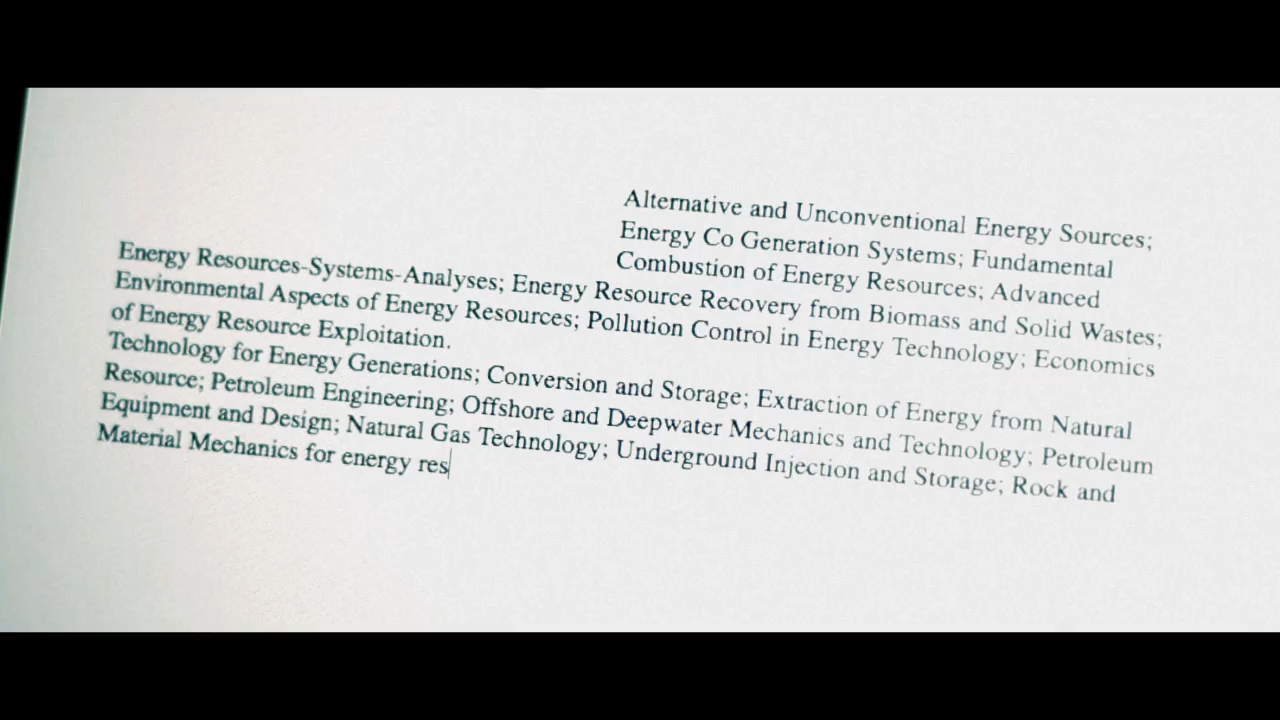 Alternative and Unconventional Energy Sources;
Energy Co Generation Systems; Fundamental
Combustion of Energy Resources; Advanced
Energy Resources-Systems-Analyses; Energy Resource Recovery from Biomass and Solid Wastes;
Environmental Aspects of Energy Resources; Pollution Control in Energy Technology; Economics
of Energy Resource Exploitation.
Technology for Energy Generations; Conversion and Storage; Extraction of Energy from Natural
Resource; Petroleum Engineering; Offshore and Deepwater Mechanics and Technology; Petroleum
Equipment and Design; Natural Gas Technology; Underground Injection and Storage; Rock and
Material Mechanics for energy res